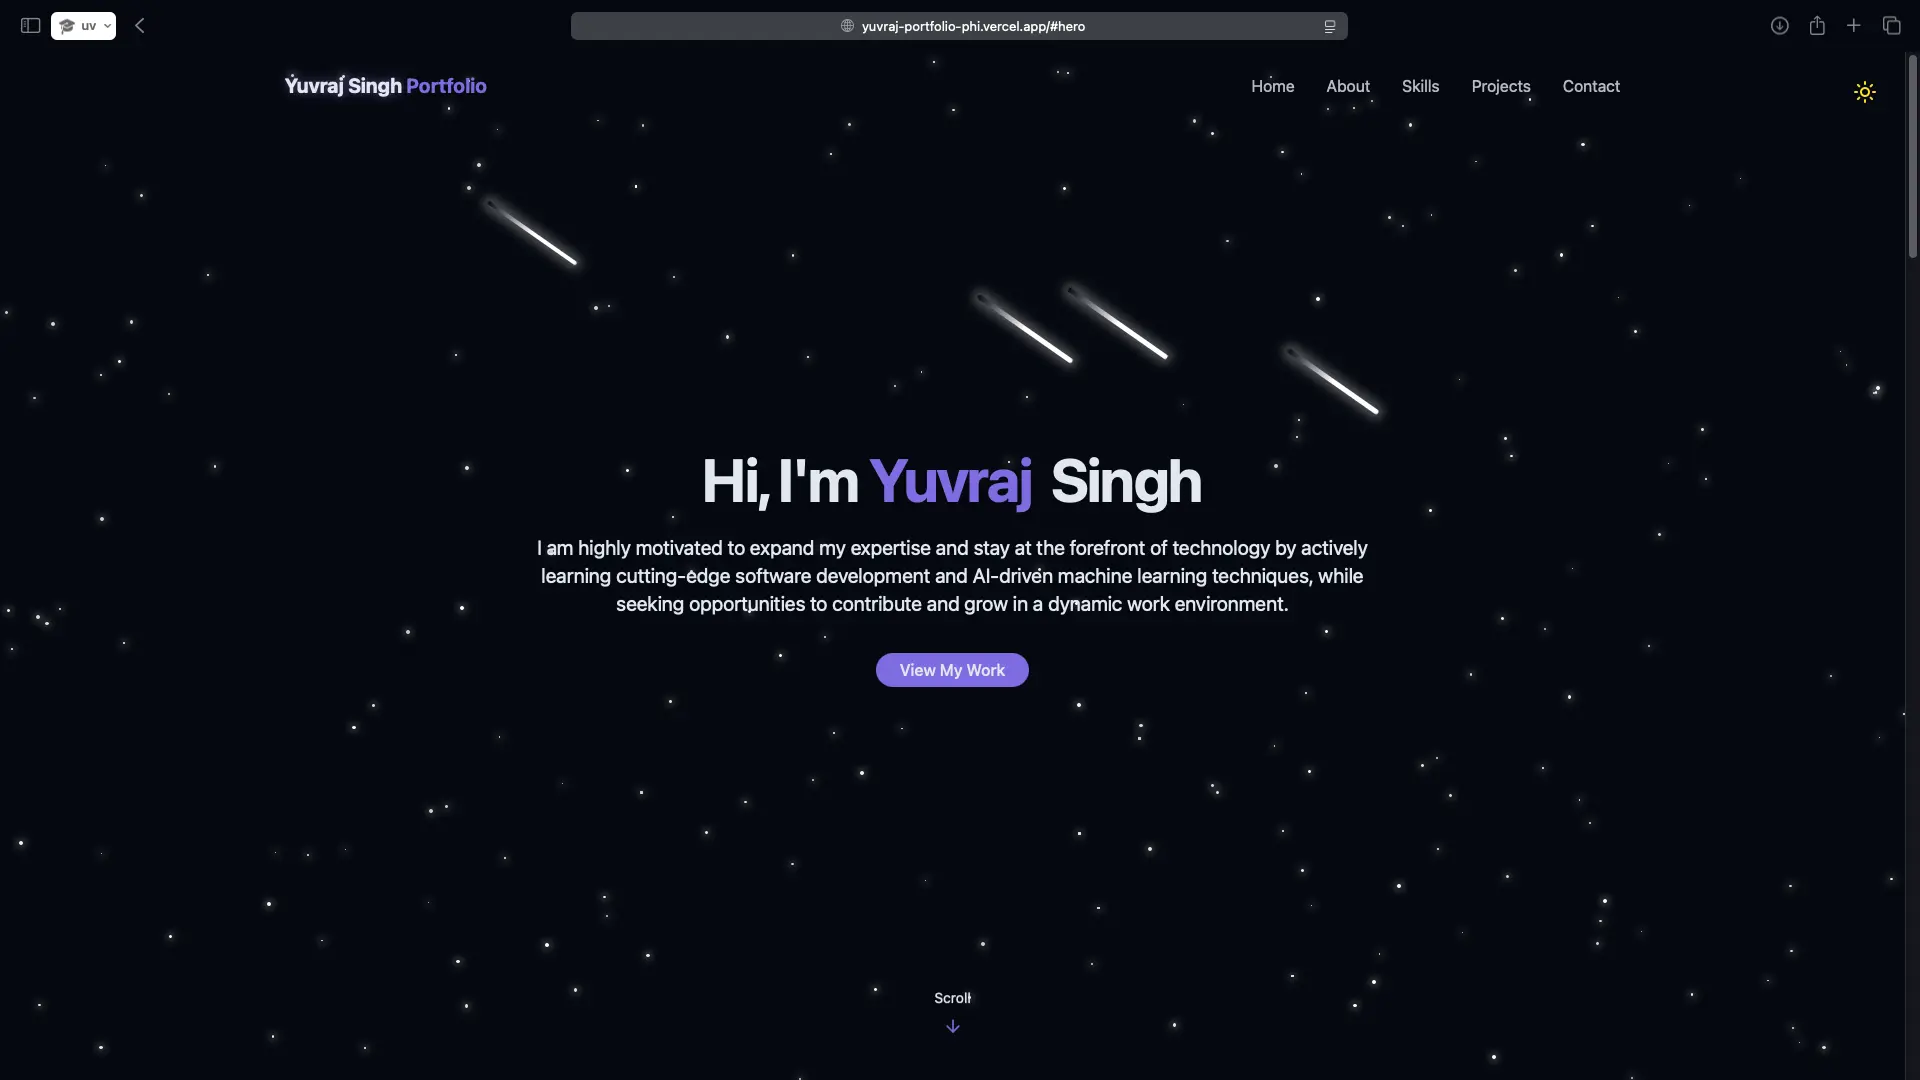 uv
yuvraj-portfolio-phi.vercel.app/#hero
Yuvraj Singh Portfolio
Home About Skills Projects Contact
Hi, I'm Yuvraj Singh
I am highly motivated to expand my expertise and stay at the forefront of technology by actively
learning cutting-edge software development and AI-driven machine learning techniques, while
seeking opportunities to contribute and grow in a dynamic work environment.
View My Work
Scroll